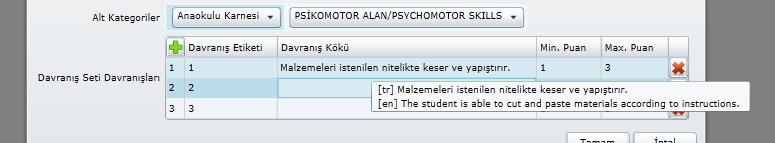 Alt Kategoriler Anaokulu Karnesi PSİKOMOTOR ALAN/PSYCHOMOTOR SKILLS
Davranış Etiketi Davranış Kökü Min. Puan Max. Puan
1 1 Malzemeleri istenilen nitelikte keser ve yapıştırır. 1 3
Davranış Seti Davranışları
2 2
[tr] Malzemeleri istenilen nitelikte keser ve yapıştırır.
[en] The student is able to cut and paste materials according to instructions.
3 3
Tamam İptal